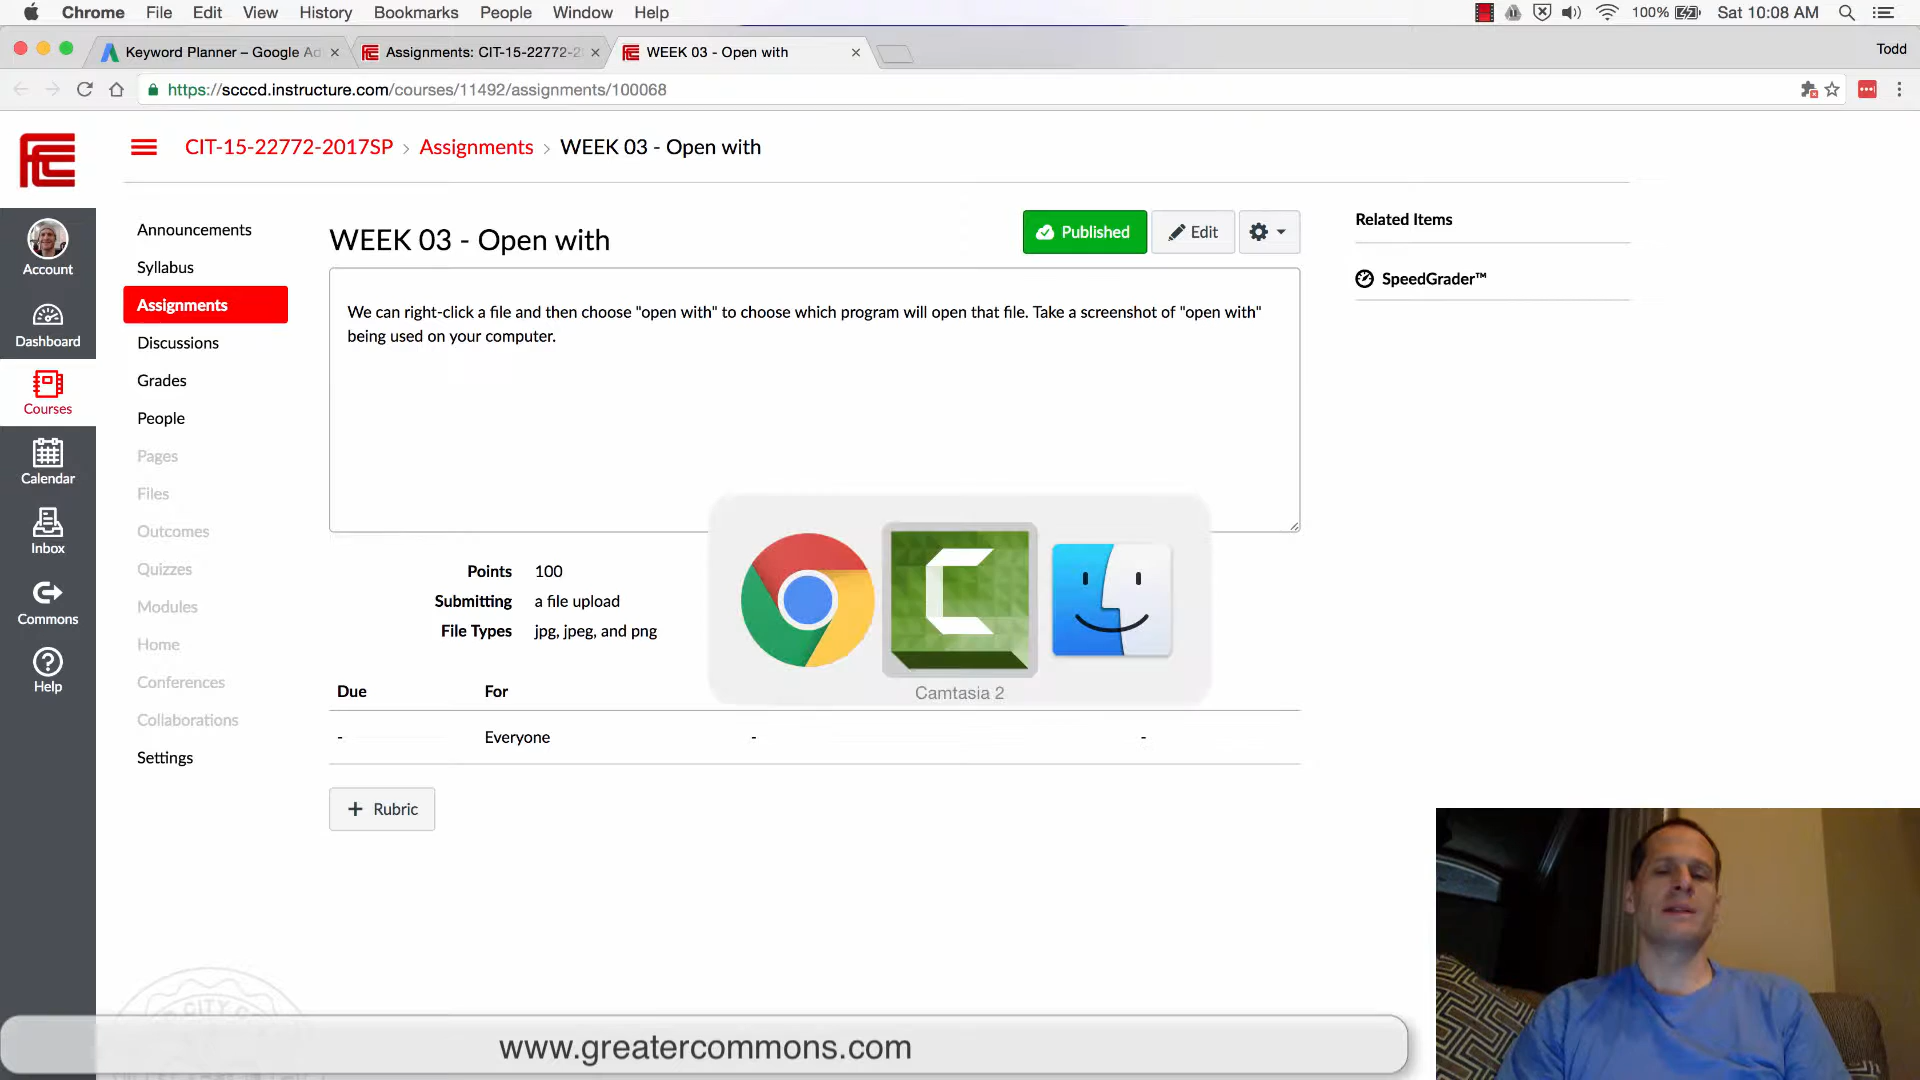 Chrome File Edit View History Bookmarks People Window Help
100% Sat 10:08 AM
Keyword Planner – Google Ad
Assignments: CIT-15-22772-2
WEEK 03 - Open with
Todd
https://scccd.instructure.com/courses/11492/assignments/100068
CIT-15-22772-2017SP › Assignments › WEEK 03 - Open with
Account
Dashboard
Courses
Calendar
Inbox
Commons
Help
Announcements
Syllabus
Assignments
Discussions
Grades
People
Pages
Files
Outcomes
Quizzes
Modules
Home
Conferences
Collaborations
Settings
WEEK 03 - Open with
Published
Edit
We can right-click a file and then choose "open with" to choose which program will open that file. Take a screenshot of "open with"
being used on your computer.
Points 100
Submitting a file upload
File Types jpg, jpeg, and png
Due For
- Everyone - -
+ Rubric
Related Items
SpeedGrader™
Camtasia 2
www.greatercommons.com